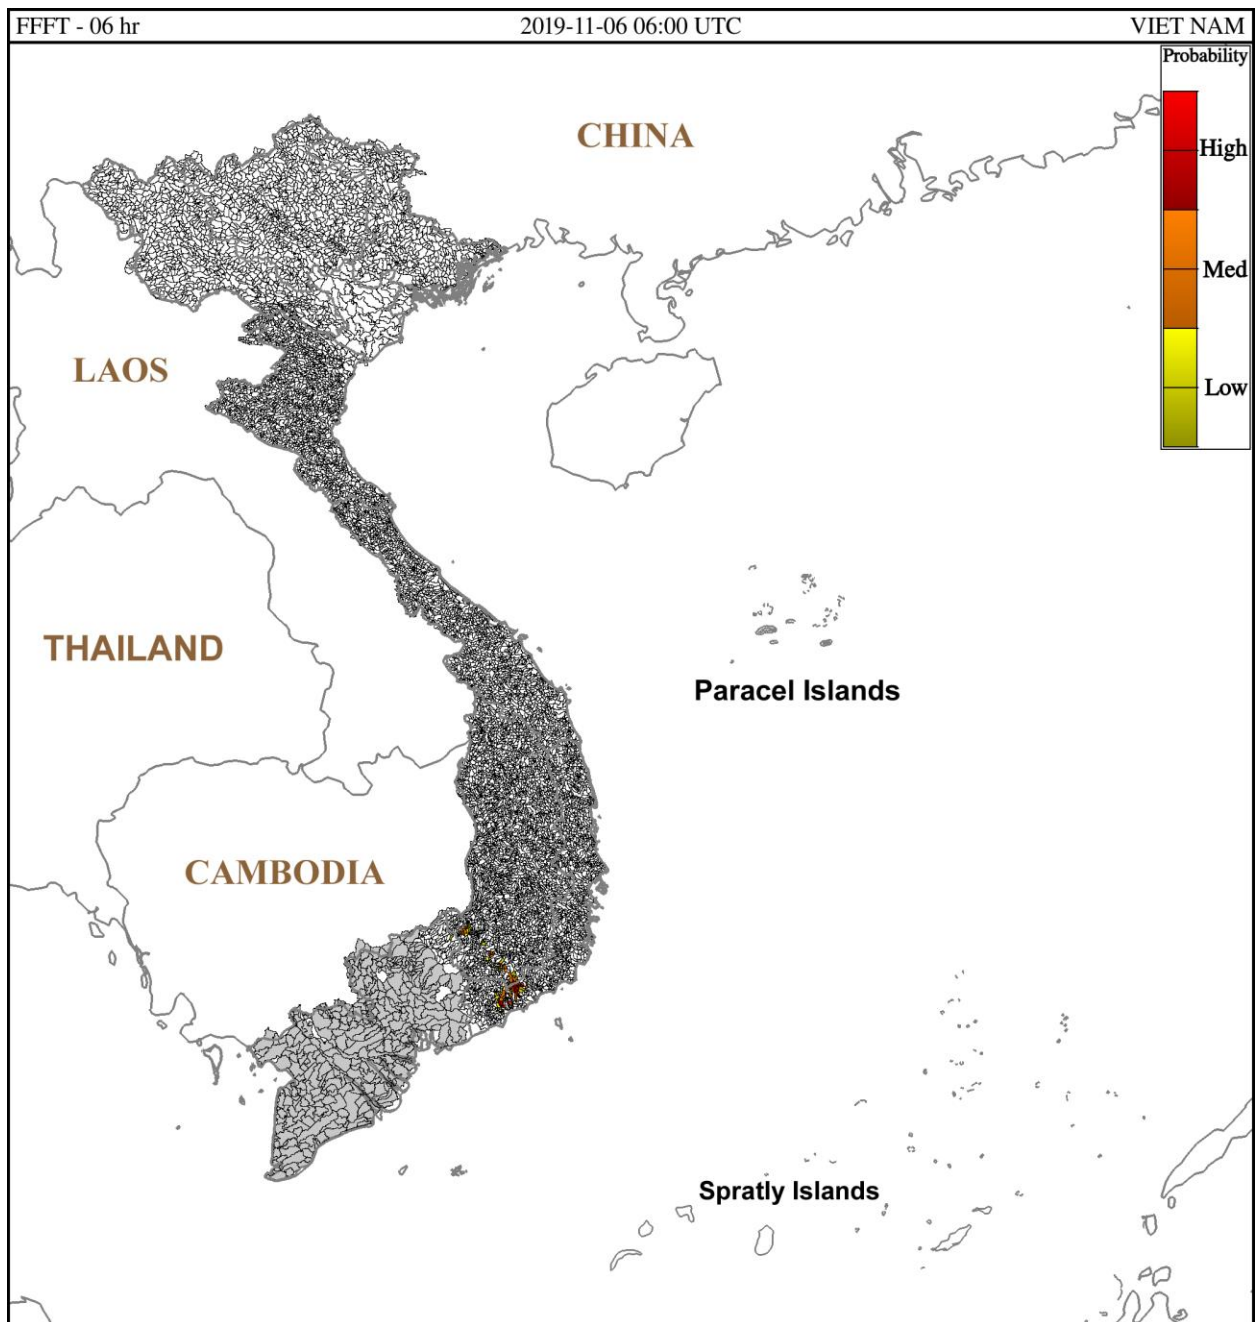 FFFT - 06 hr
2019-11-06 06:00 UTC
VIET NAM
Probability
High
Med
Low
CHINA
LAOS
THAILAND
Paracel Islands
CAMBODIA
Spratly Islands